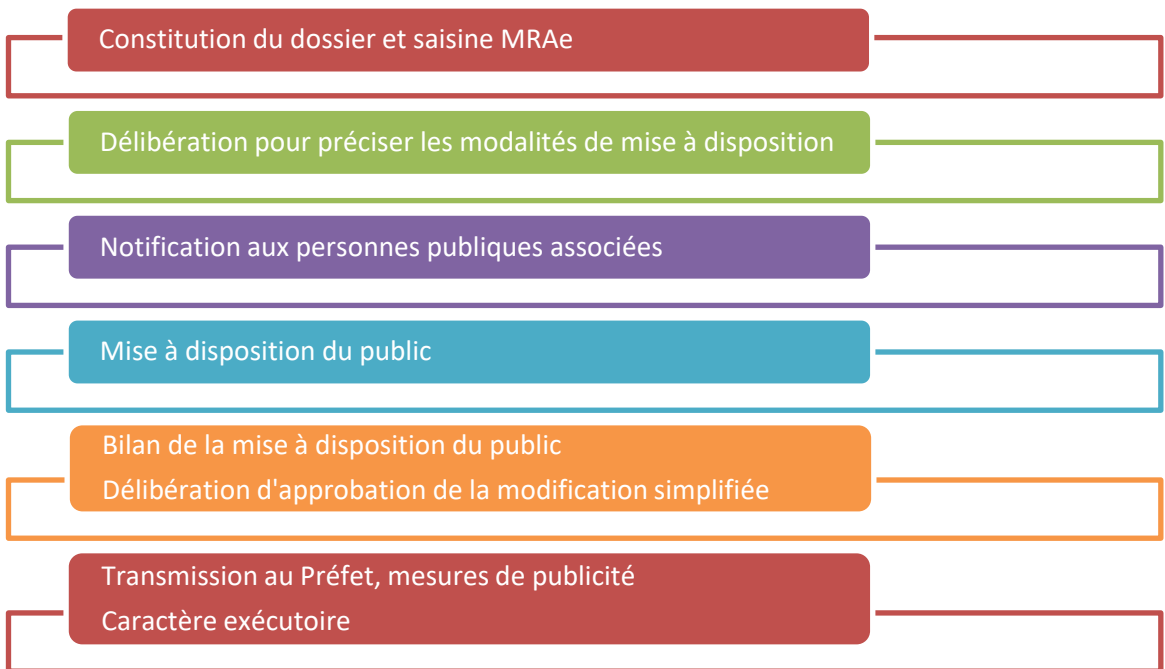 Constitution du dossier et saisine MRAe
Délibération pour préciser les modalités de mise à disposition
Notification aux personnes publiques associées
Mise à disposition du public
Bilan de la mise à disposition du public
Délibération d'approbation de la modification simplifiée
Transmission au Préfet, mesures de publicité
Caractère exécutoire